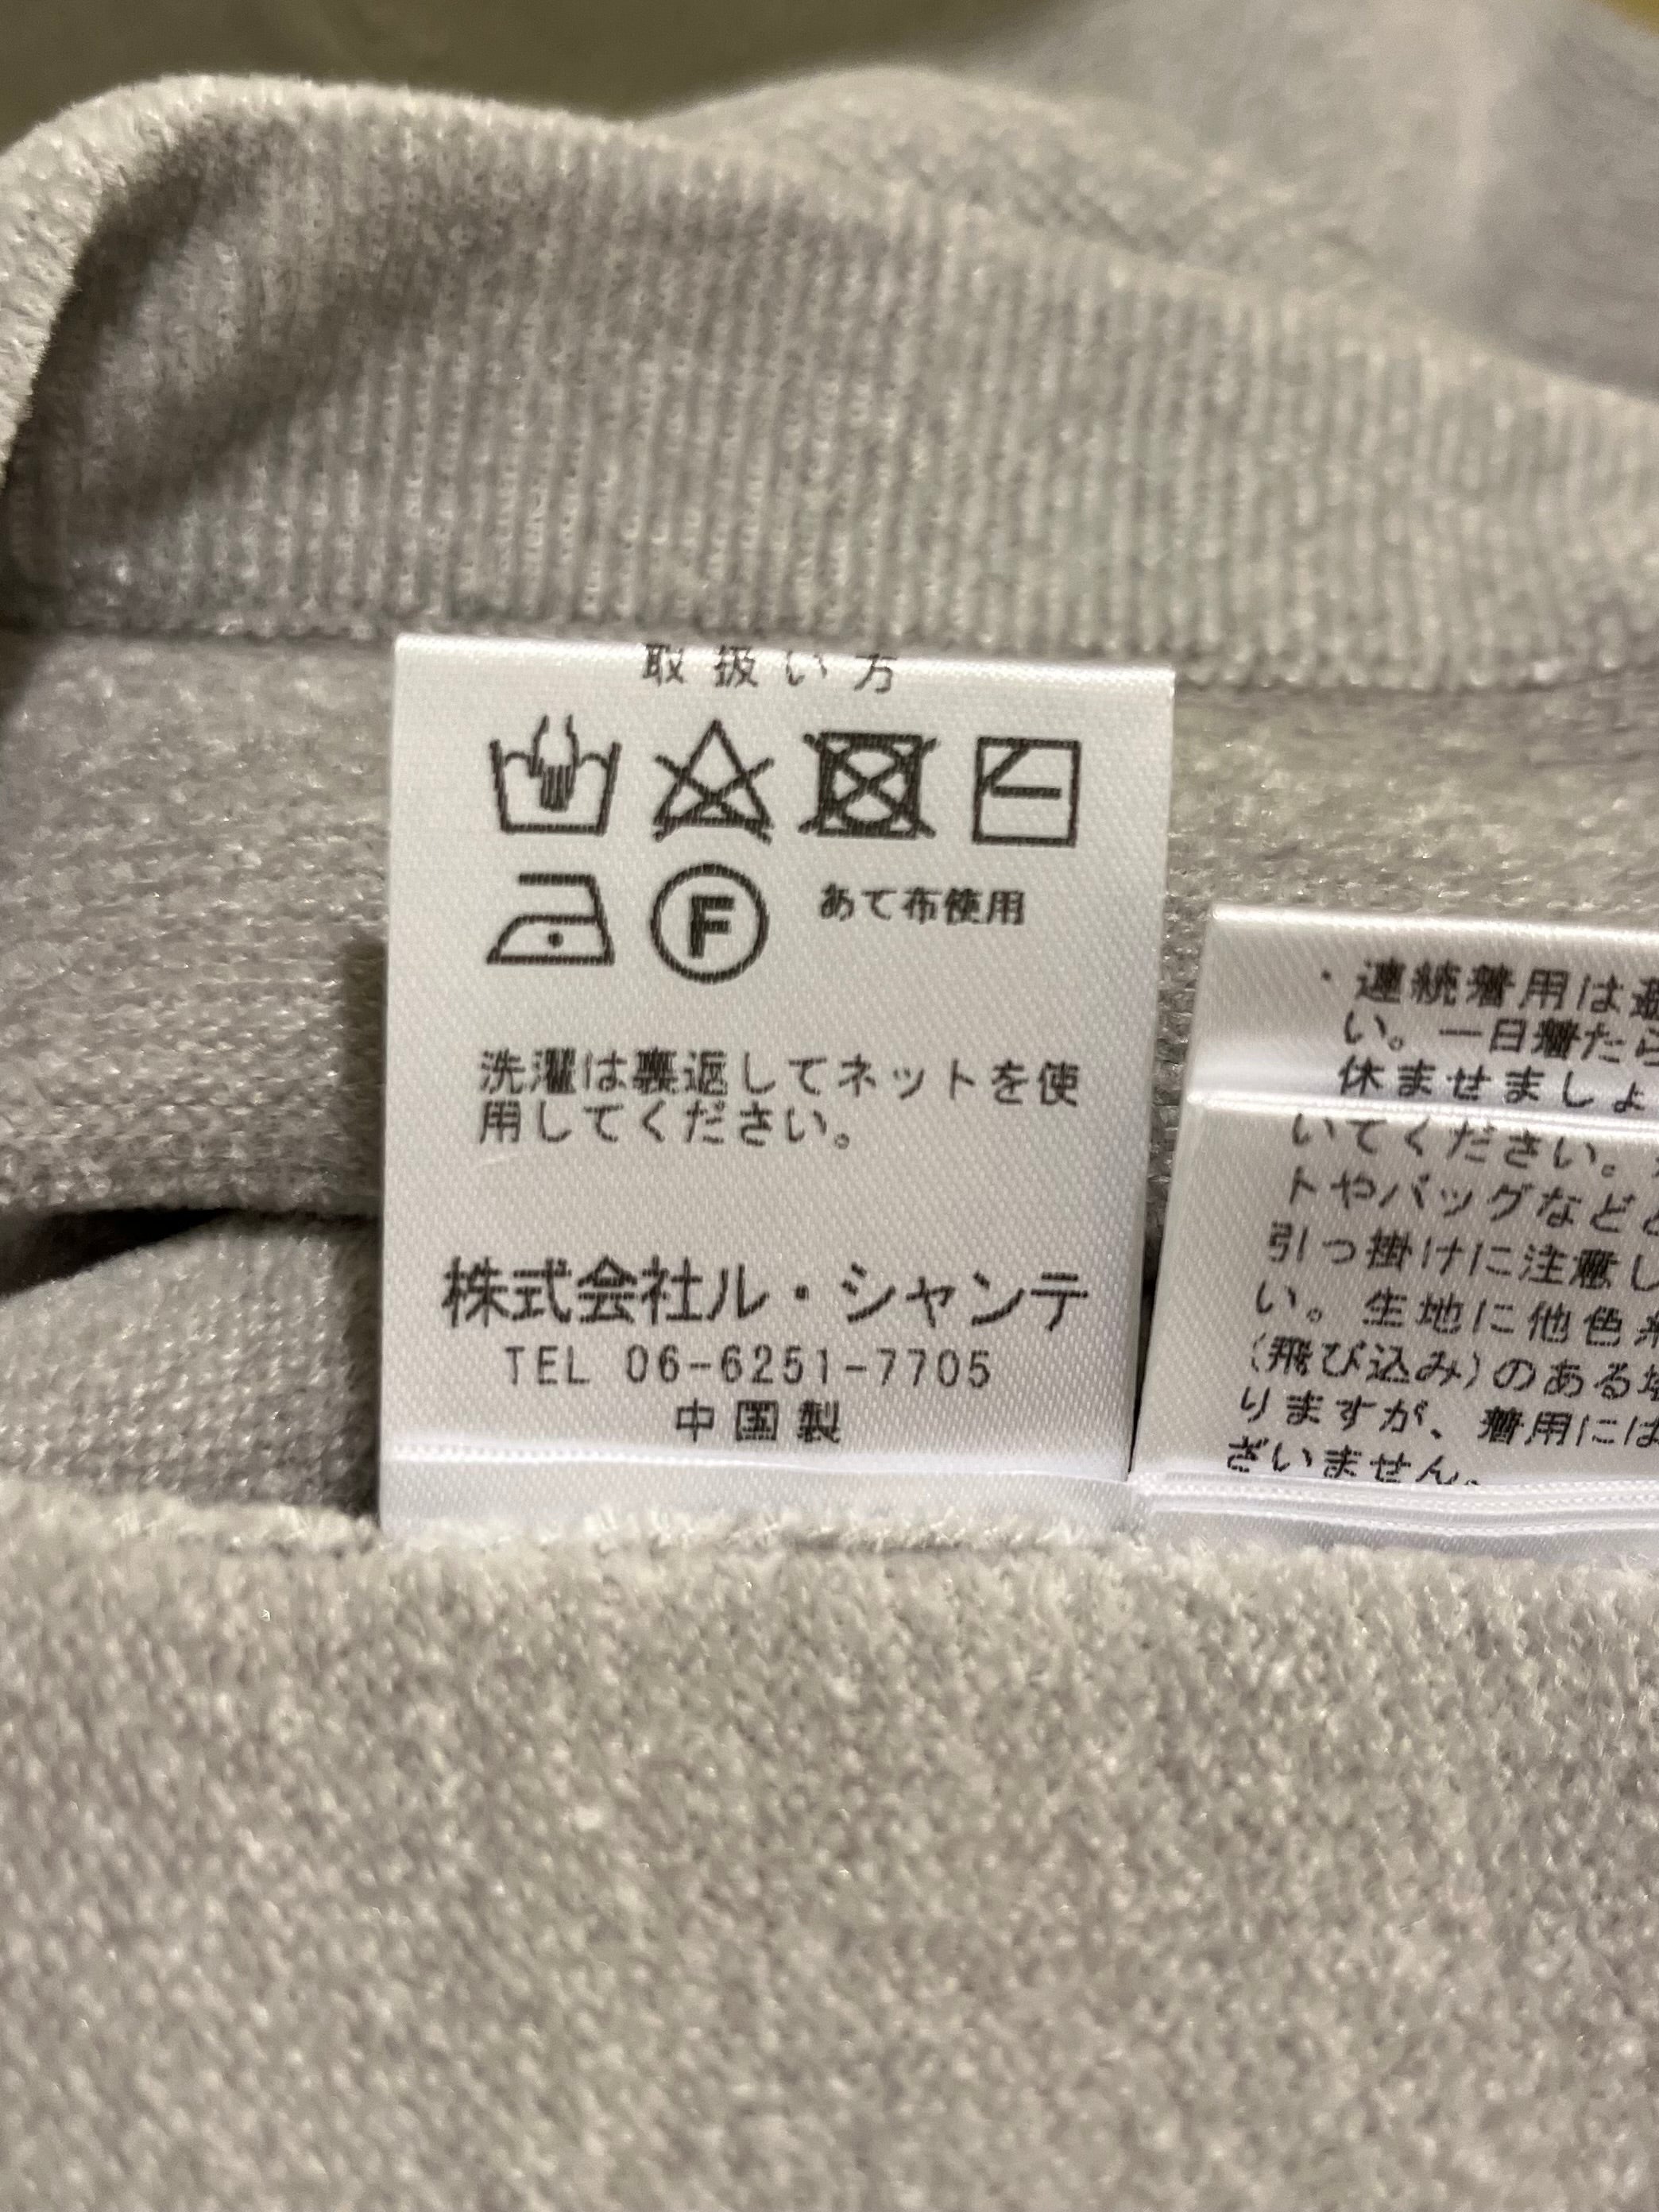 取扱い方
F
あて布使用
洗濯は裏返してネットを使
用してください。
株式会社ル・シャンテ
TEL 06-6251-7705
中国製
・連続着用は避
い。一日着たら
休ませましょ
いてください。
トやバッグなどと
引っ掛けに注意し
い。生地に他色糸
(飛び込み)のある場
りますが、着用には
ざいません。